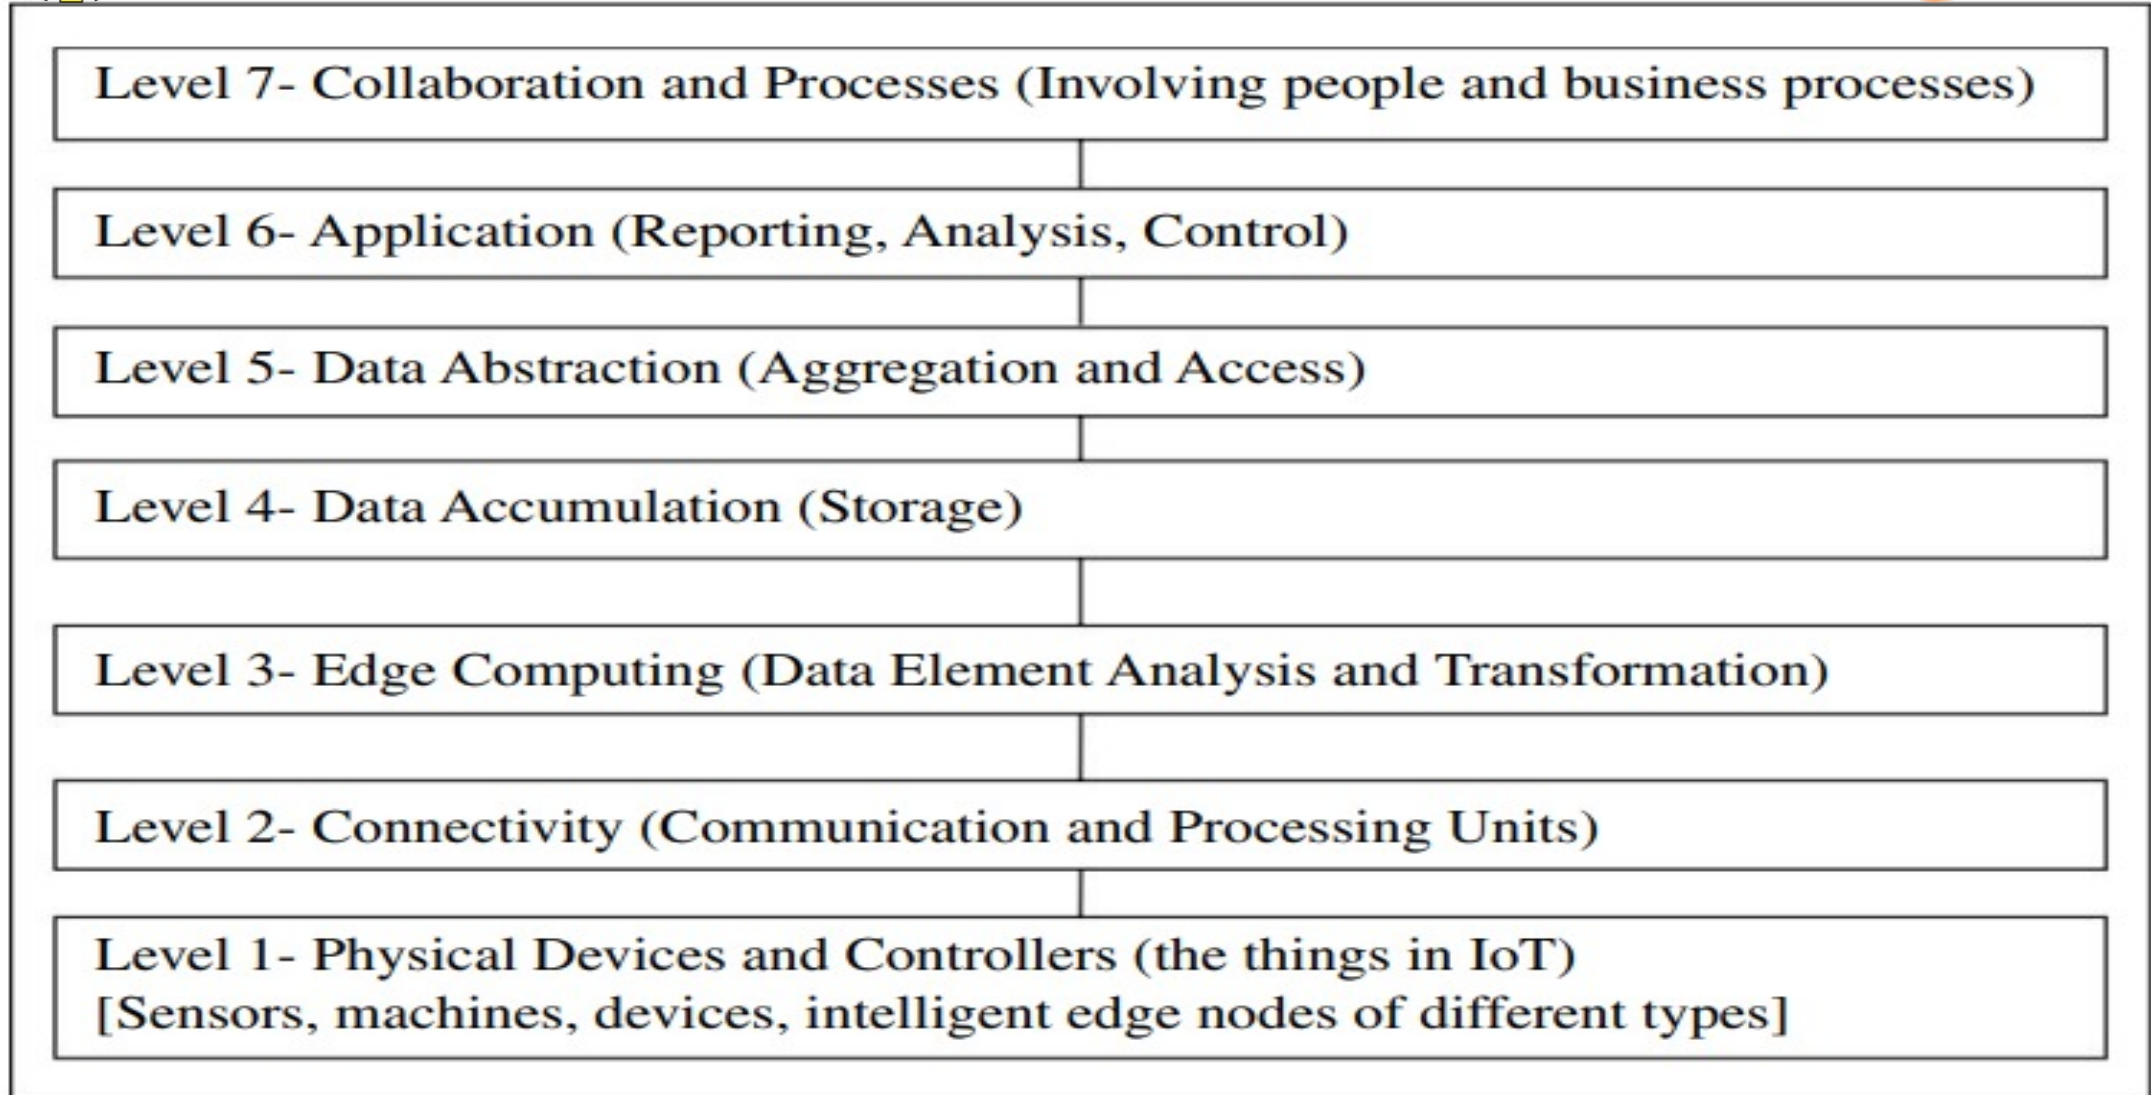 Level 7- Collaboration and Processes (Involving people and business processes)
Level 6- Application (Reporting, Analysis, Control)
Level 5- Data Abstraction (Aggregation and Access)
Level 4- Data Accumulation (Storage)
Level 3- Edge Computing (Data Element Analysis and Transformation)
Level 2- Connectivity (Communication and Processing Units)
Level 1- Physical Devices and Controllers (the things in IoT)
[Sensors, machines, devices, intelligent edge nodes of different types]